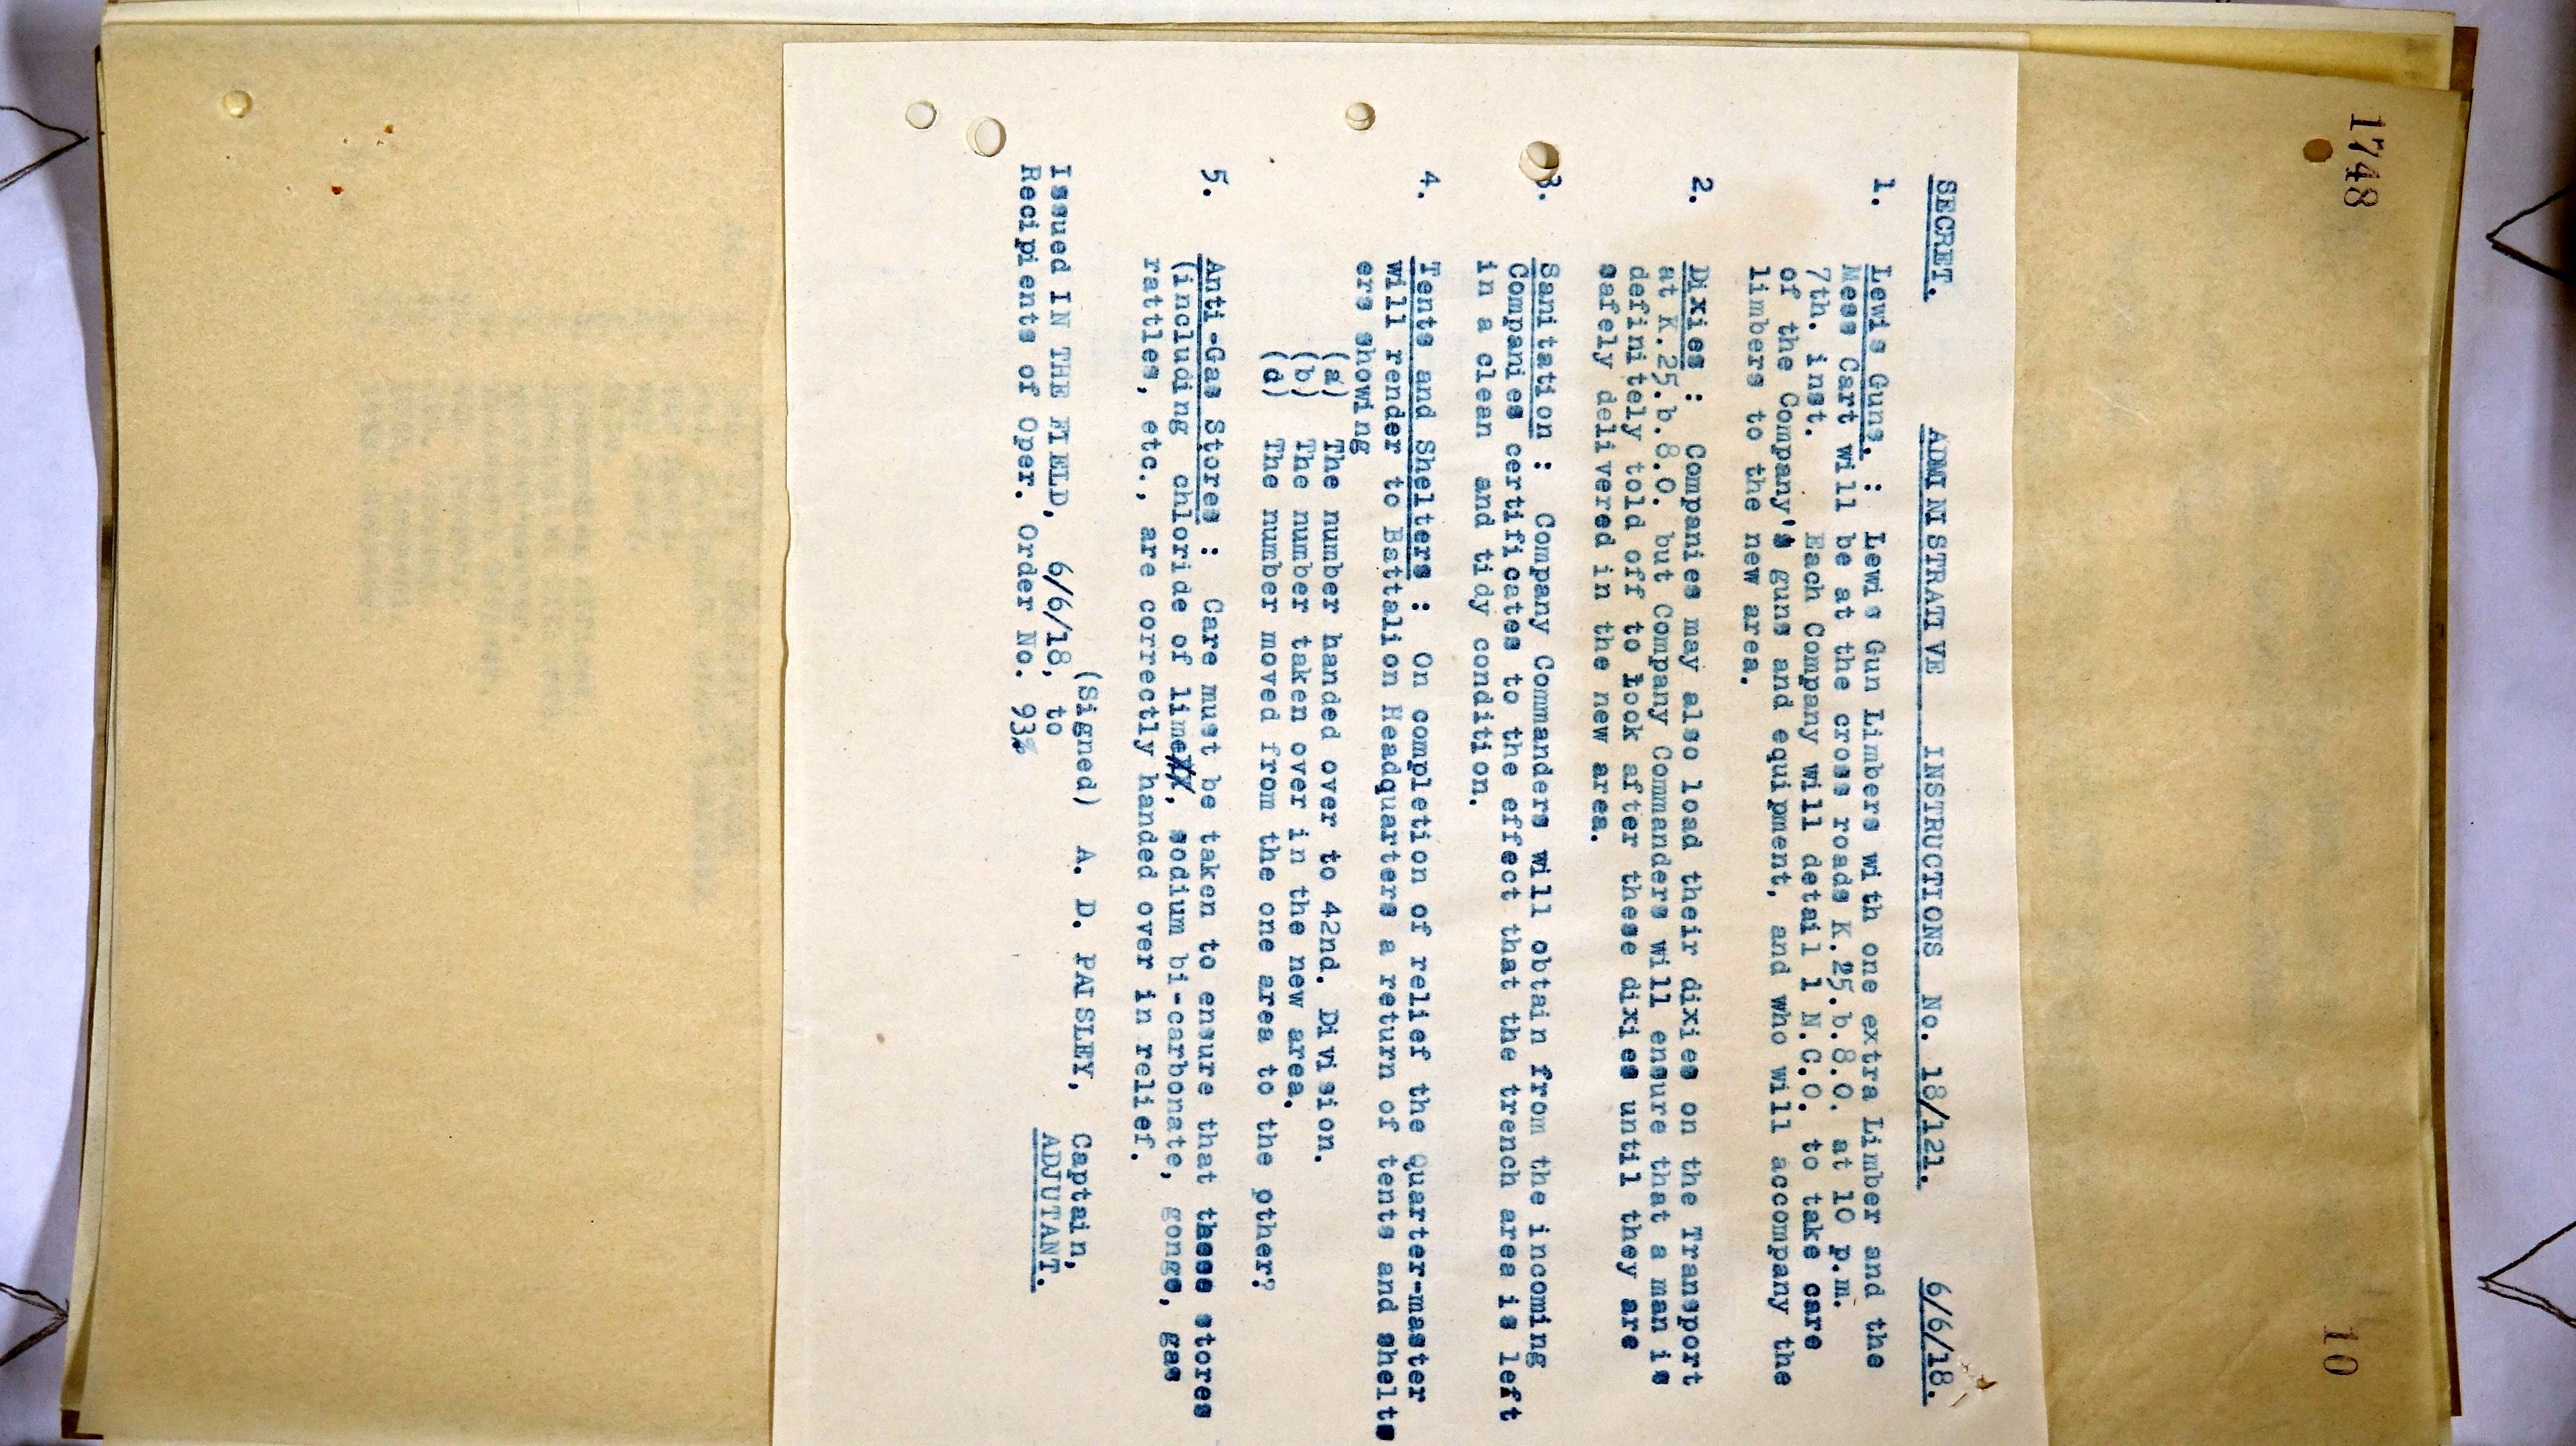 1748
10
SECRET.
ADMINISTRATIVE INSTRUCTIONS No. 18/121. 6/6/18.
1. Lewis Guns. : Lewis Gun Limbers with one extra Limber and the
Mess Cart will be at the cross roads K.25.b.8.0. at 10 p.m.
7th. inst. Each Company will detail 1 N.C.O. to take care
of the Company's guns and equipment, and who will accompany the
limbers to the new area.
2. Dixies : Companies may also load their dixies on the Transport
at K.25.b.8.0. but Company Commanders will ensure that a man is
definitely told off to look after these dixies until they are
safely delivered in the new area.
3. Sanitation : Company Commanders will obtain from the incoming
Companies certificates to the effect that the trench area is left
in a clean and tidy condition.
4. Tents and Shelters : On completion of relief the Quarter-master
will render to Battalion Headquarters a return of tents and shelts
ers showing
(a) The number handed over to 42nd. Division.
(b) The number taken over in the new area.
(d) The number moved from the one area to the other?
5. Anti-Gas Stores : Care must be taken to ensure that these stores
(including chloride of lime, sodium bi-carbonate, gongs, gas
rattles, etc., are correctly handed over in relief.
(Signed) A. D. PAISLEY, Captain,
ADJUTANT.
Issued IN THE FIELD, 6/6/18, to
Recipients of Oper. Order No. 93